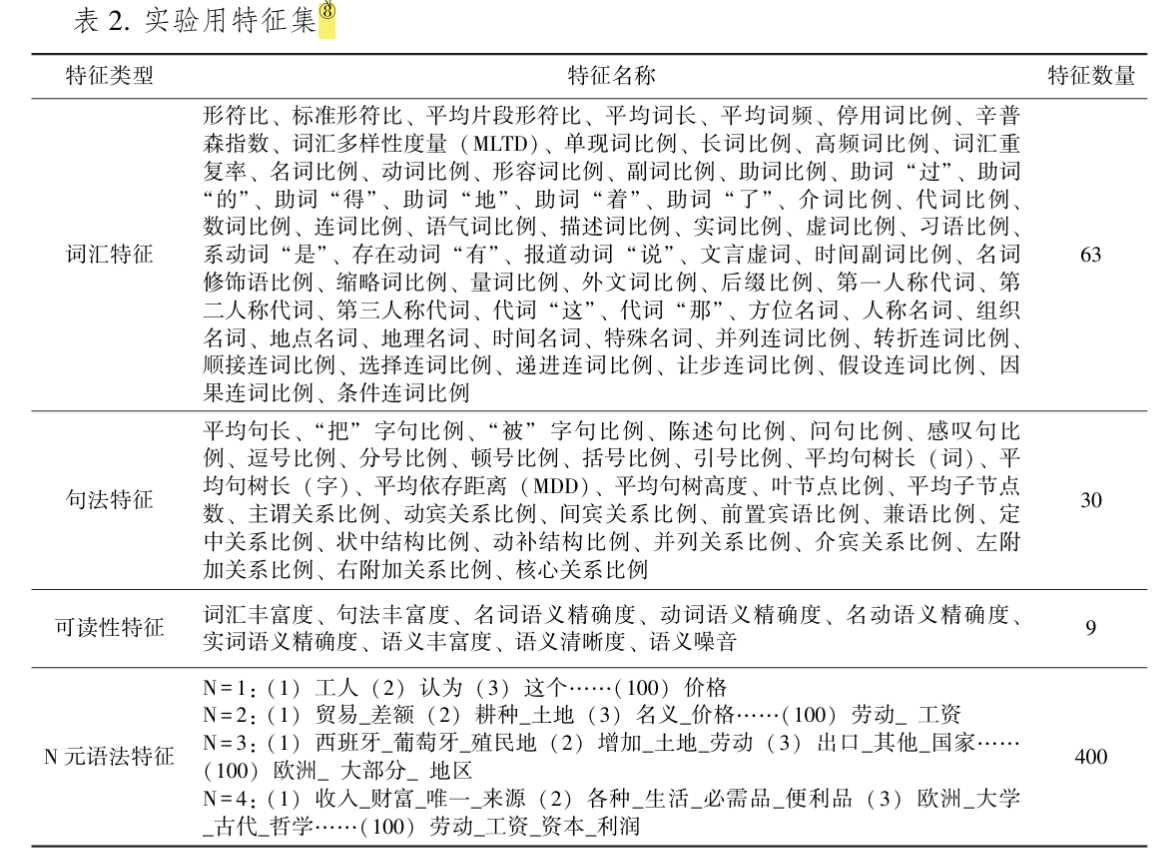 表 2. 实验用特征集⑧
特征类型 特征名称 特征数量
形符比、标准形符比、平均片段形符比、平均词长、平均词频、停用词比例、辛普
森指数、词汇多样性度量（MLTD）、单现词比例、长词比例、高频词比例、词汇重
复率、名词比例、动词比例、形容词比例、副词比例、助词比例、助词“过”、助词
“的”、助词“得”、助词“地”、助词“着”、助词“了”、介词比例、代词比例、
数词比例、连词比例、语气词比例、描述词比例、实词比例、虚词比例、习语比例、
词汇特征 系动词“是”、存在动词“有”、报道动词“说”、文言虚词、时间副词比例、名词 63
修饰语比例、缩略词比例、量词比例、外文词比例、后缀比例、第一人称代词、第
二人称代词、第三人称代词、代词“这”、代词“那”、方位名词、人称名词、组织
名词、地点名词、地理名词、时间名词、特殊名词、并列连词比例、转折连词比例、
顺接连词比例、选择连词比例、递进连词比例、让步连词比例、假设连词比例、因
果连词比例、条件连词比例
平均句长、“把”字句比例、“被”字句比例、陈述句比例、问句比例、感叹句比
例、逗号比例、分号比例、顿号比例、括号比例、引号比例、平均句树长（词）、平
句法特征 均句树长（字）、平均依存距离（MDD）、平均句树高度、叶节点比例、平均子节点 30
数、主谓关系比例、动宾关系比例、间宾关系比例、前置宾语比例、兼语比例、定
中关系比例、状中结构比例、动补结构比例、并列关系比例、介宾关系比例、左附
加关系比例、右附加关系比例、核心关系比例
可读性特征 词汇丰富度、句法丰富度、名词语义精确度、动词语义精确度、名动语义精确度、 9
实词语义精确度、语义丰富度、语义清晰度、语义噪音
N=1：（1）工人（2）认为（3）这个……（100）价格
N=2：（1）贸易_差额（2）耕种_土地（3）名义_价格……（100）劳动_ 工资
N 元语法特征 N=3：（1）西班牙_葡萄牙_殖民地（2）增加_土地_劳动（3）出口_其他_国家…… 400
（100）欧洲_ 大部分_ 地区
N=4：（1）收入_财富_唯一_来源（2）各种_生活_必需品_便利品（3）欧洲_大学
_古代_哲学……（100）劳动_工资_资本_利润